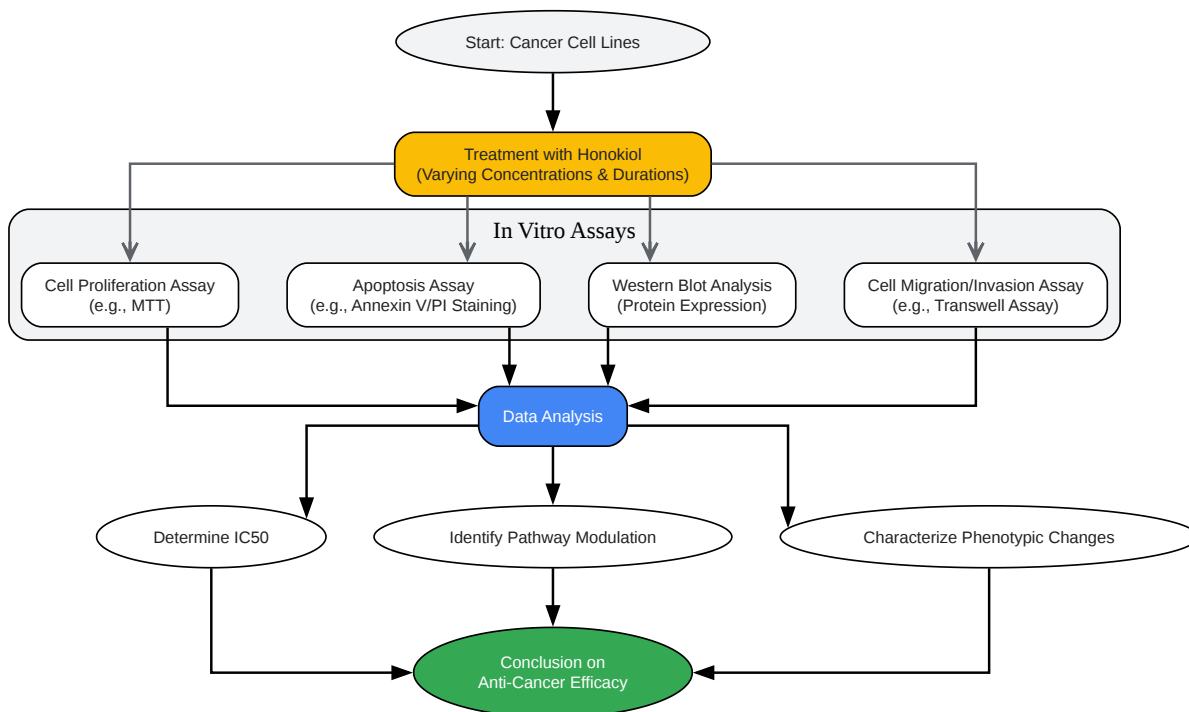 Start: Cancer Cell Lines
Treatment with Honokiol
(Varying Concentrations & Durations)
In Vitro Assays
Cell Proliferation Assay
(e.g., MTT)
Apoptosis Assay
(e.g., Annexin V/PI Staining)
Western Blot Analysis
(Protein Expression)
Cell Migration/Invasion Assay
(e.g., Transwell Assay)
Data Analysis
Determine IC50
Identify Pathway Modulation
Characterize Phenotypic Changes
Conclusion on
Anti-Cancer Efficacy